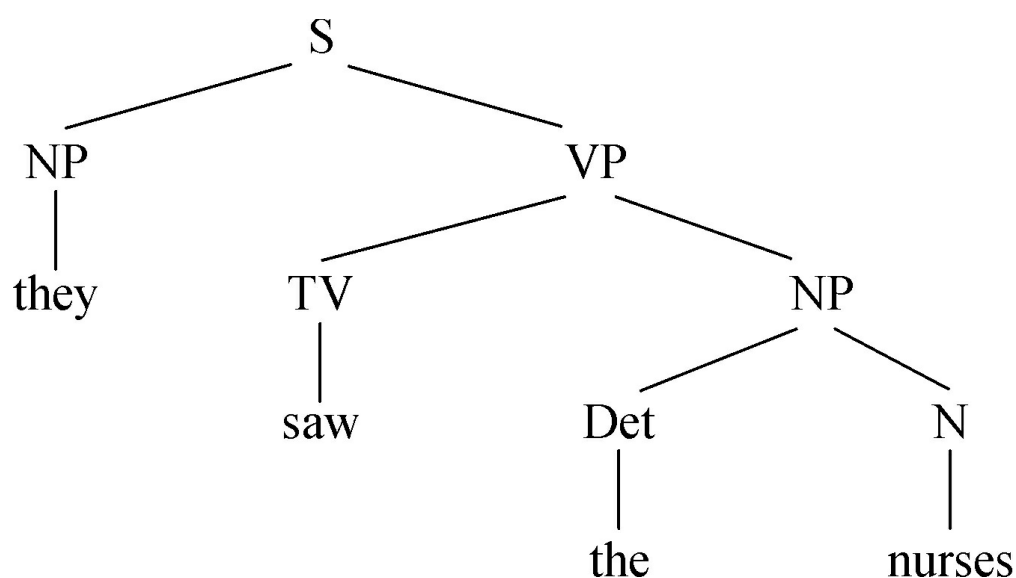 S
NP VP
they TV NP
saw Det N
the nurses